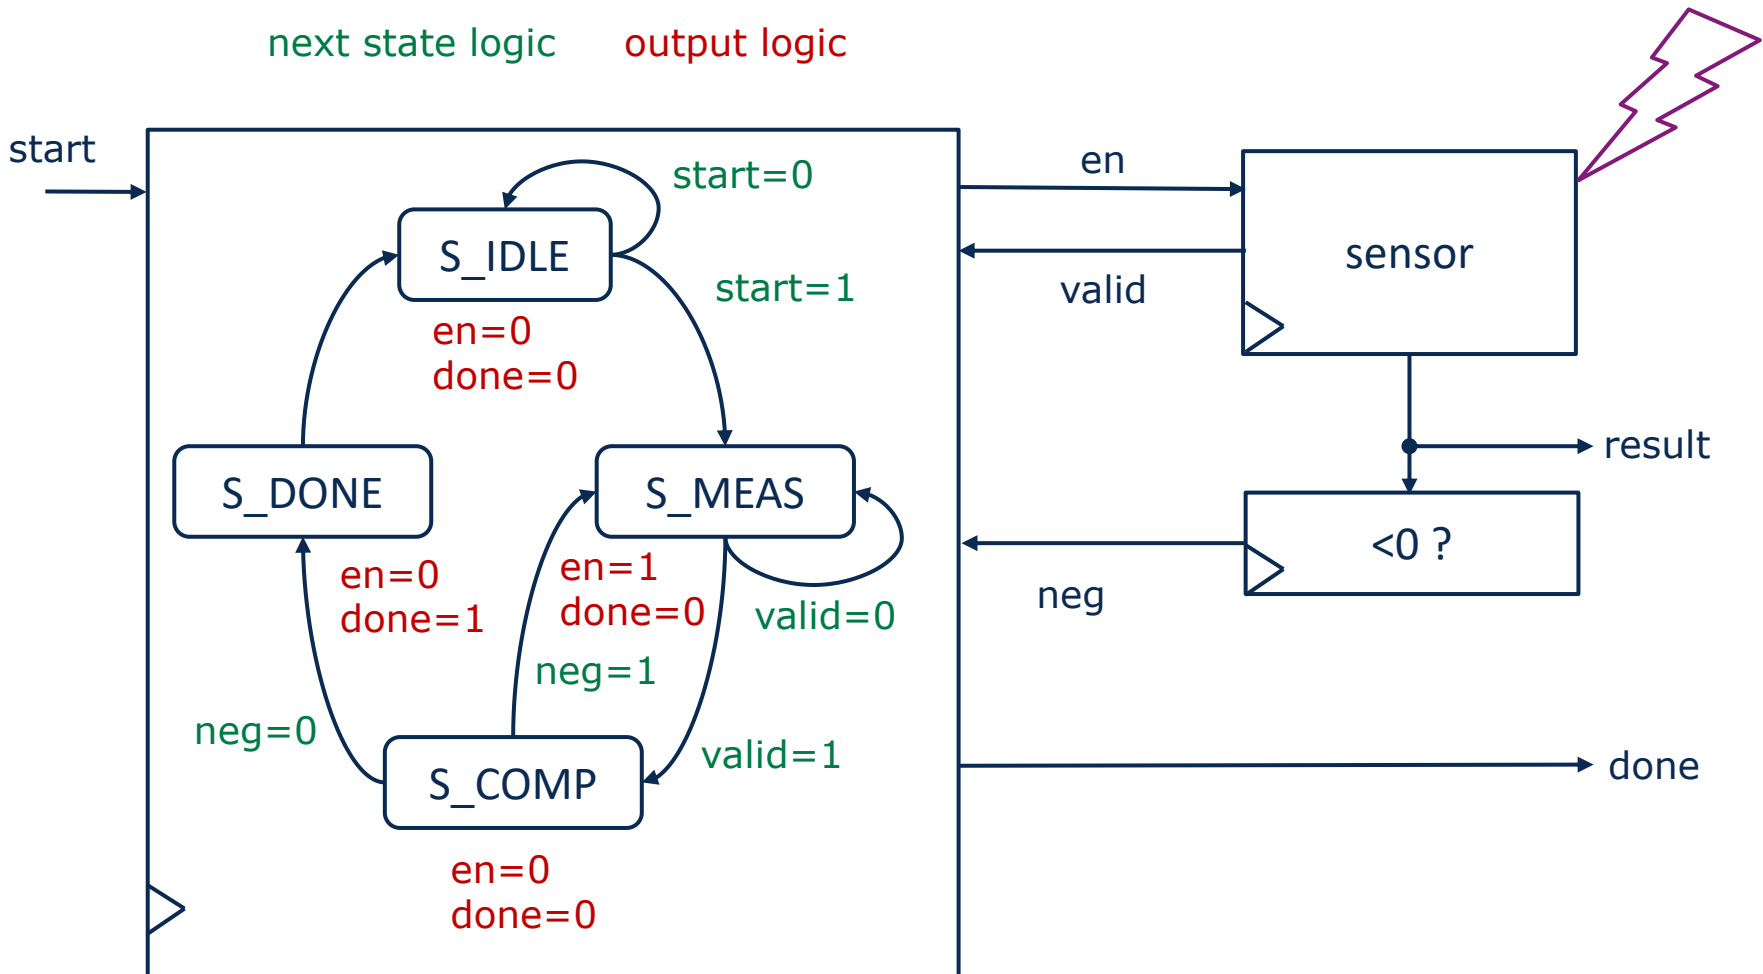 next state logic
output logic
start
start=0
en
S_IDLE
sensor
start=1
valid
en=0
done=0
result
S_DONE
S_MEAS
<0 ?
en=0
done=1
en=1
done=0
valid=0
neg
neg=1
neg=0
valid=1
done
S_COMP
en=0
done=0